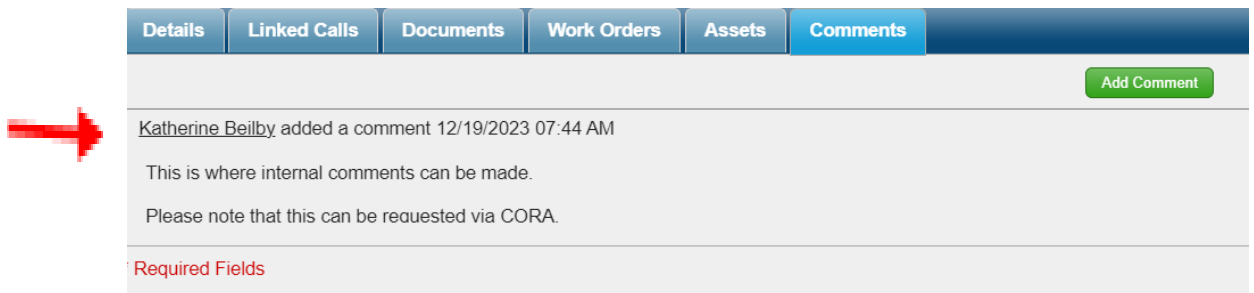 Details Linked Calls Documents Work Orders Assets Comments
Add Comment
Katherine Beilby added a comment 12/19/2023 07:44 AM
This is where internal comments can be made.
Please note that this can be requested via CORA.
* Required Fields